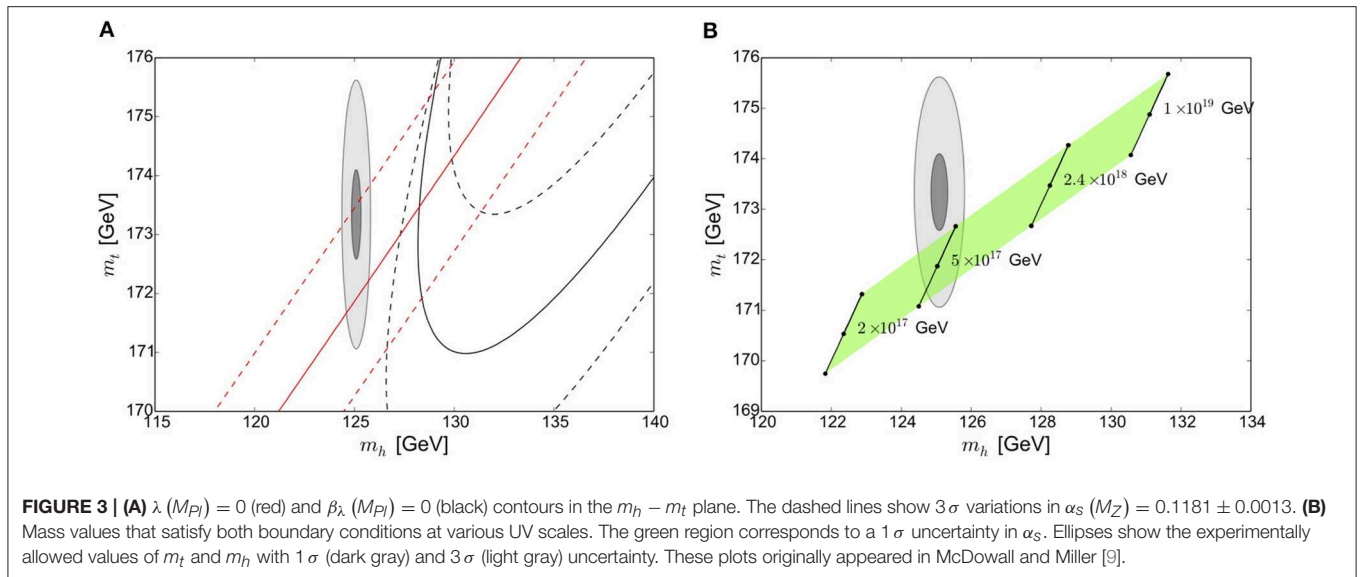 A
176
175
174
173
172
171
170
m_t [GeV]
115 120 125 130 135 140
m_h [GeV]
B
176
175
174
173
172
171
170
169
m_t [GeV]
1 ×10^19 GeV
2.4 ×10^18 GeV
5 ×10^17 GeV
2 ×10^17 GeV
120 122 124 126 128 130 132 134
m_h [GeV]
FIGURE 3 | (A) λ (M_Pl) = 0 (red) and β_λ (M_Pl) = 0 (black) contours in the m_h − m_t plane. The dashed lines show 3 σ variations in α_s (M_Z) = 0.1181 ± 0.0013. (B)
Mass values that satisfy both boundary conditions at various UV scales. The green region corresponds to a 1 σ uncertainty in α_s. Ellipses show the experimentally
allowed values of m_t and m_h with 1 σ (dark gray) and 3 σ (light gray) uncertainty. These plots originally appeared in McDowall and Miller [9].